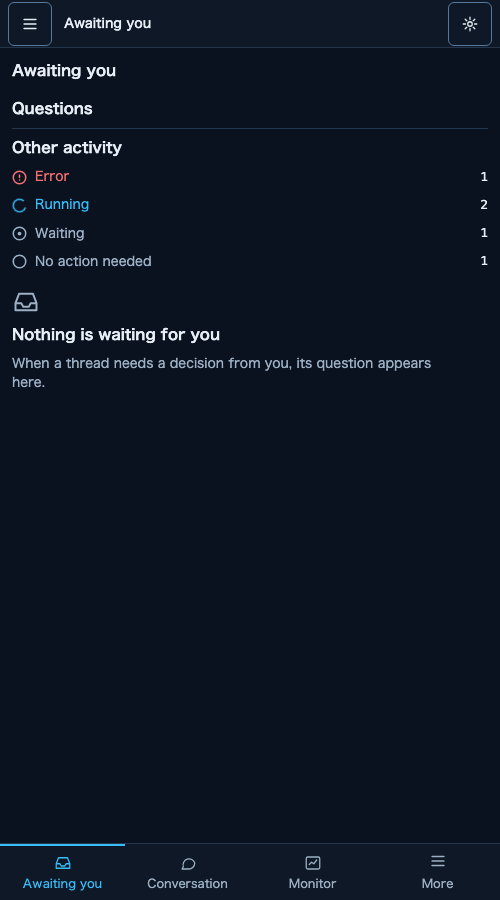 Awaiting you
Awaiting you
Questions
Other activity
Error 1
Running 2
Waiting 1
No action needed 1
Nothing is waiting for you
When a thread needs a decision from you, its question appears
here.
Awaiting you Conversation Monitor More